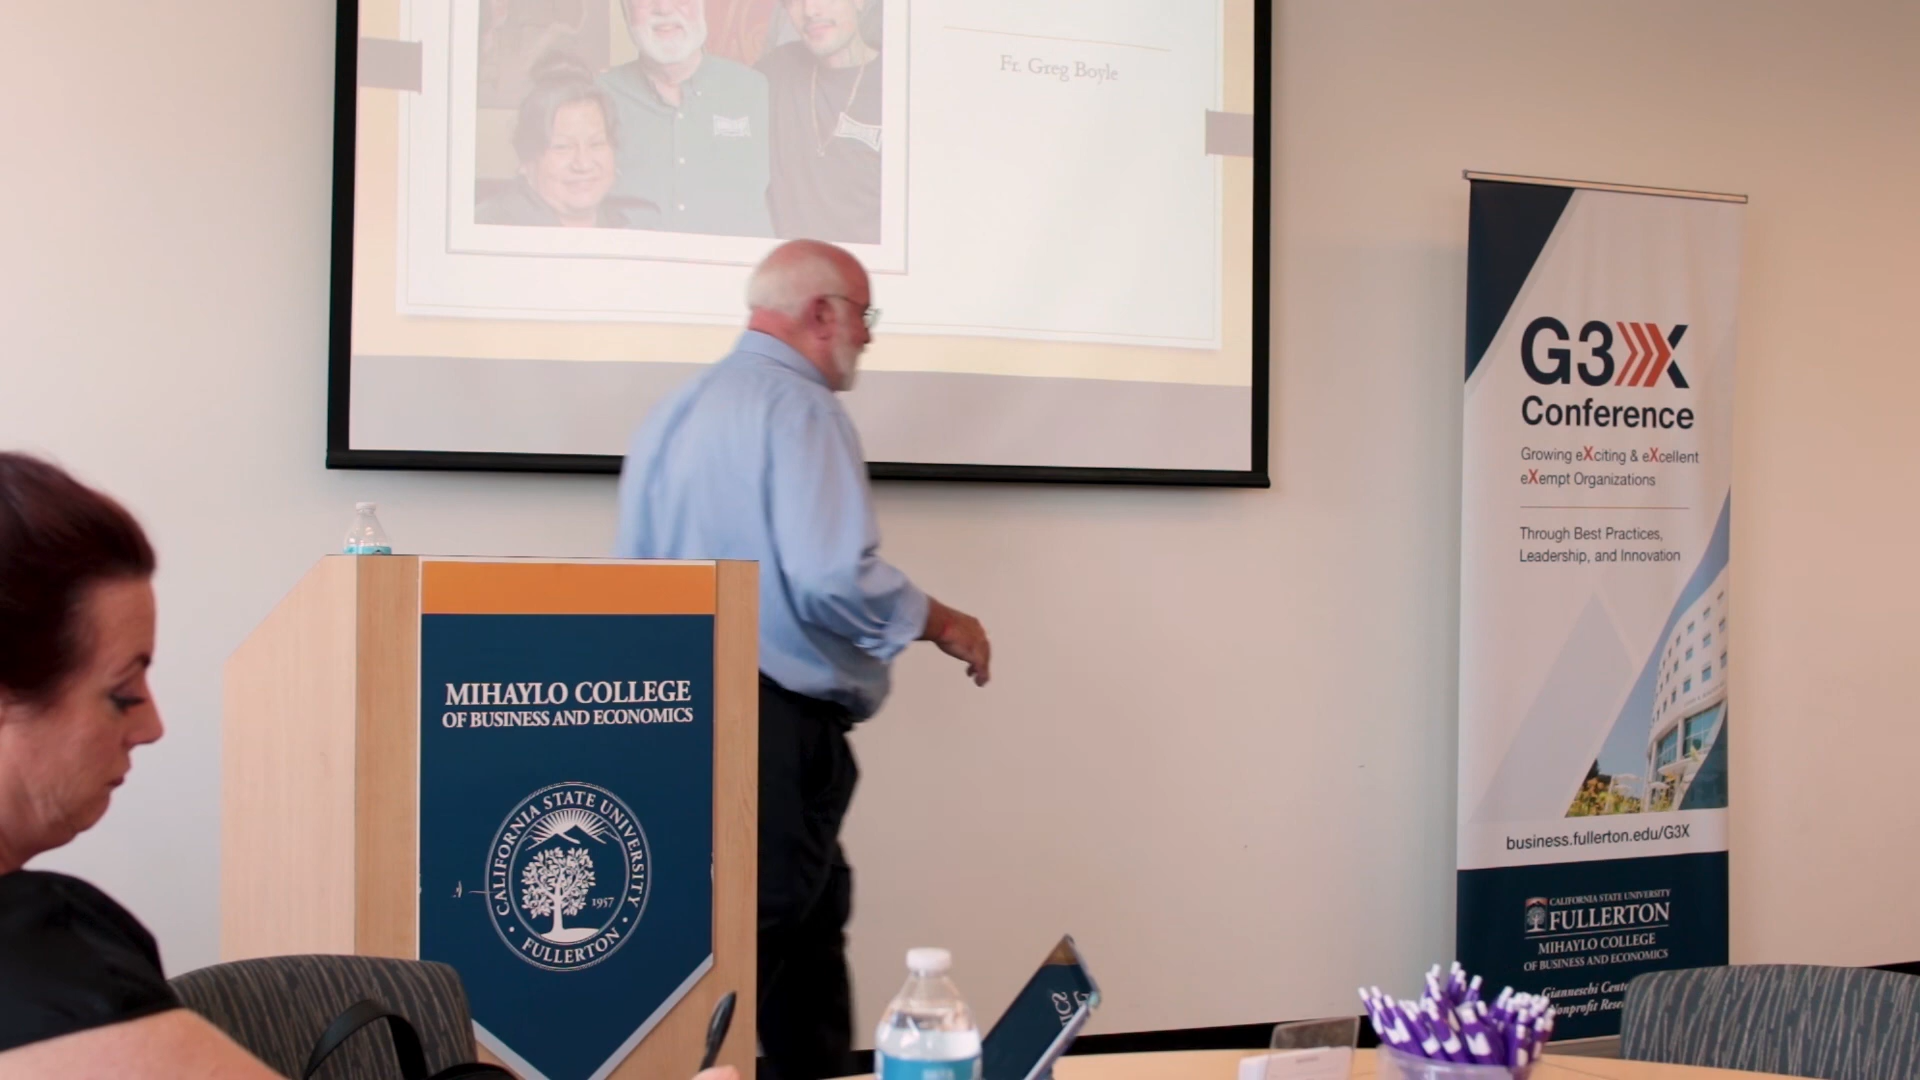 Fr. Greg Boyle
G3X
Conference
Growing eXciting & eXcellent
eXempt Organizations
Through Best Practices,
Leadership, and Innovation
business.fullerton.edu/G3X
CALIFORNIA STATE UNIVERSITY
FULLERTON
MIHAYLO COLLEGE
OF BUSINESS AND ECONOMICS
Gianneschi
Nonprofit
MIHAYLO COLLEGE
OF BUSINESS AND ECONOMICS
CALIFORNIA STATE UNIVERSITY
1957
FULLERTON